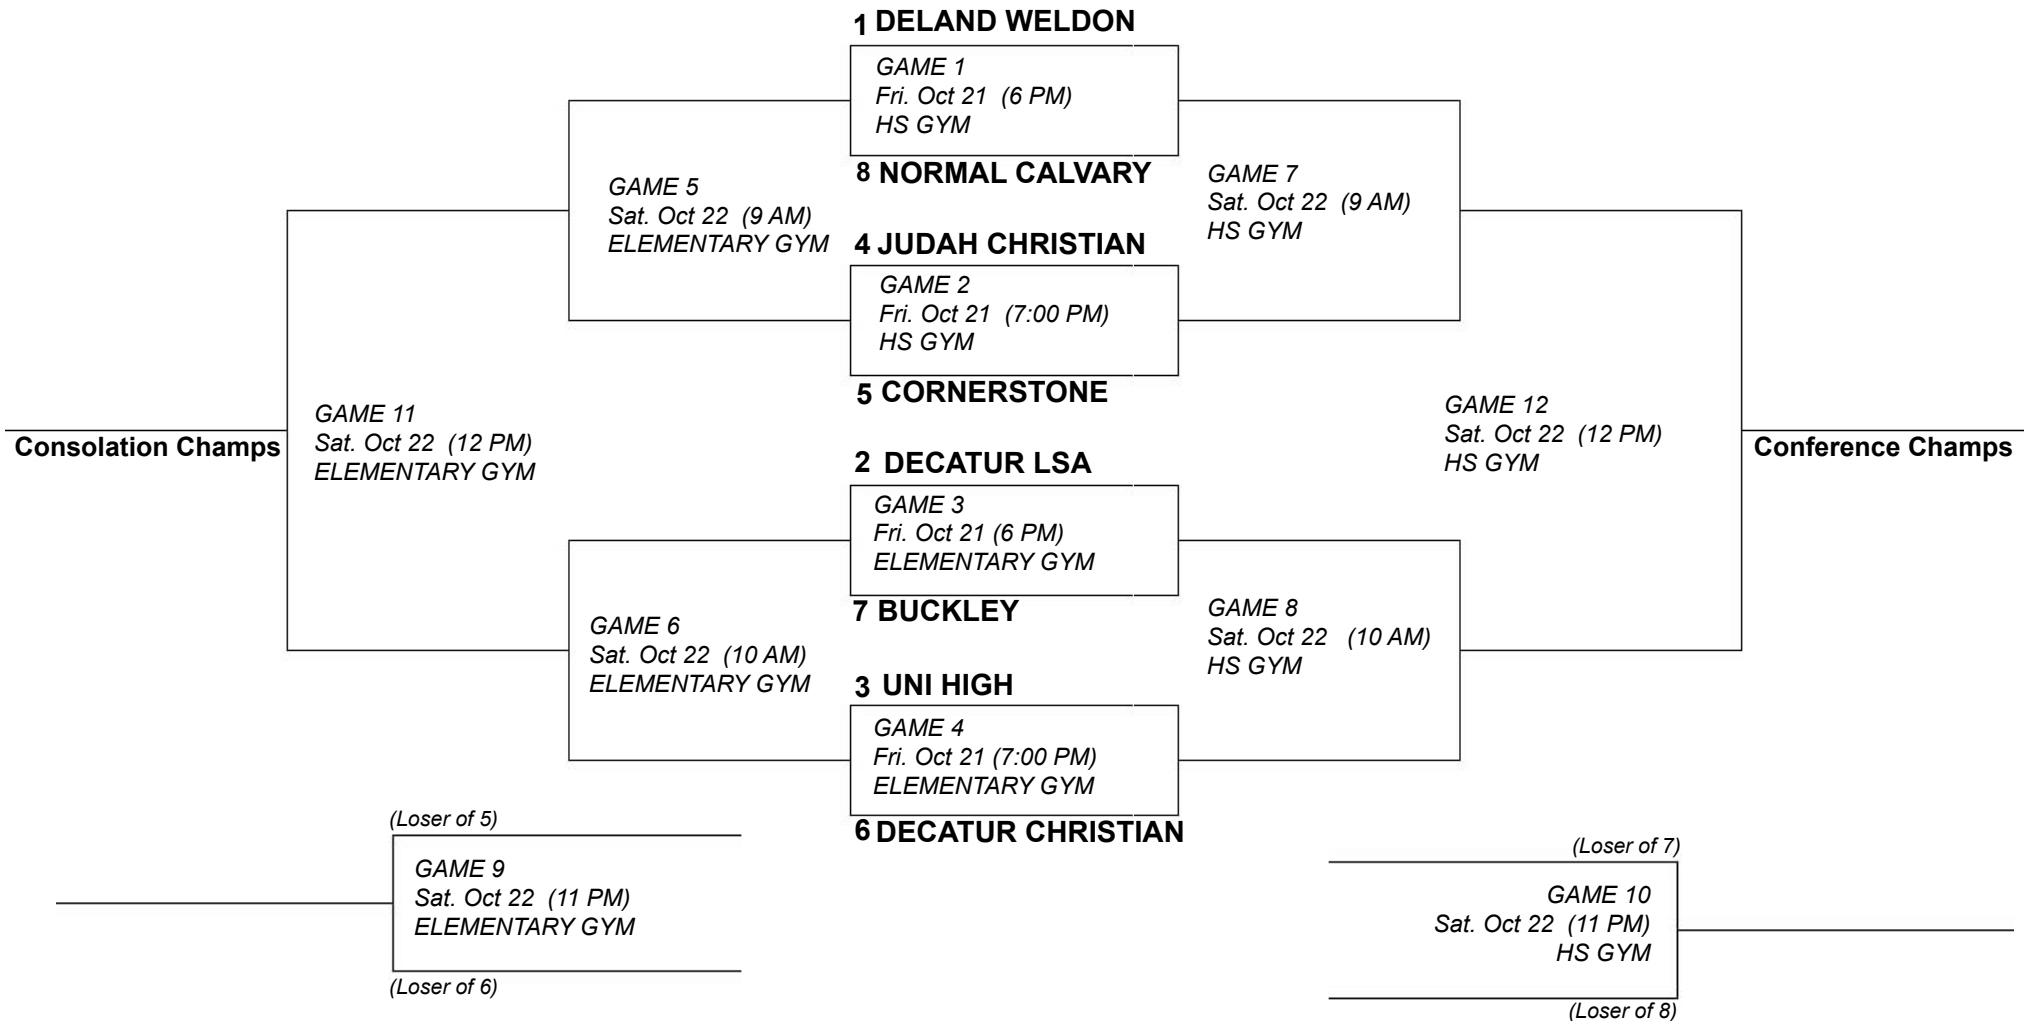 1 DELAND WELDON
GAME 1
Fri. Oct 21 (6 PM)
HS GYM
8 NORMAL CALVARY
GAME 5
Sat. Oct 22 (9 AM)
ELEMENTARY GYM
GAME 7
Sat. Oct 22 (9 AM)
HS GYM
4 JUDAH CHRISTIAN
GAME 2
Fri. Oct 21 (7:00 PM)
HS GYM
5 CORNERSTONE
GAME 11
Sat. Oct 22 (12 PM)
ELEMENTARY GYM
Consolation Champs
GAME 12
Sat. Oct 22 (12 PM)
HS GYM
Conference Champs
2 DECATUR LSA
GAME 3
Fri. Oct 21 (6 PM)
ELEMENTARY GYM
7 BUCKLEY
GAME 6
Sat. Oct 22 (10 AM)
ELEMENTARY GYM
GAME 8
Sat. Oct 22 (10 AM)
HS GYM
3 UNI HIGH
GAME 4
Fri. Oct 21 (7:00 PM)
ELEMENTARY GYM
6 DECATUR CHRISTIAN
(Loser of 5)
GAME 9
Sat. Oct 22 (11 PM)
ELEMENTARY GYM
(Loser of 6)
(Loser of 7)
GAME 10
Sat. Oct 22 (11 PM)
HS GYM
(Loser of 8)